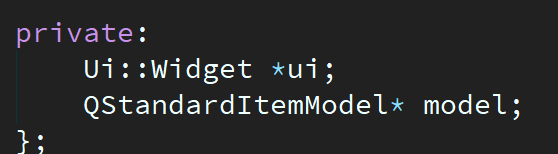 private:
    Ui::Widget *ui;
    QStandardItemModel* model;
};